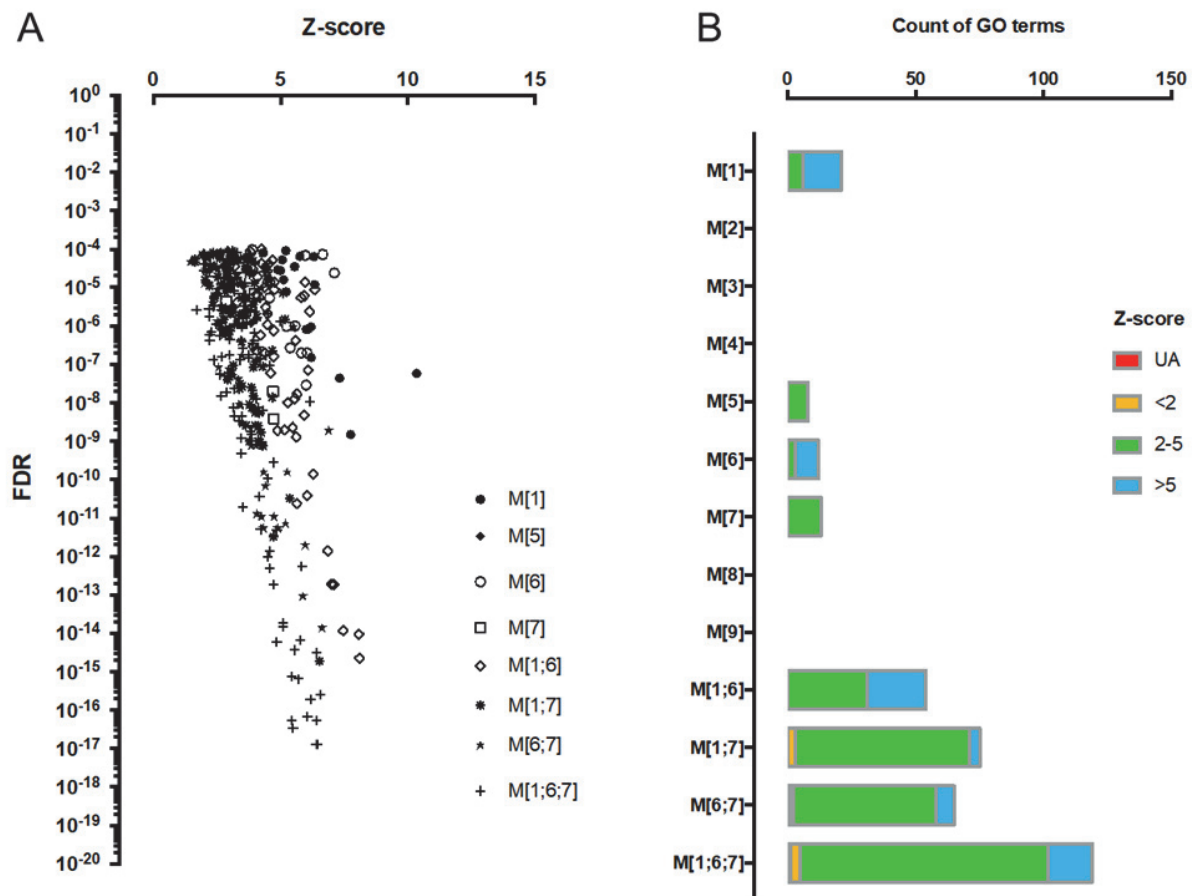 A
Z-score
0 5 10 15
10⁰
10⁻¹
10⁻²
10⁻³
10⁻⁴
10⁻⁵
10⁻⁶
10⁻⁷
10⁻⁸
10⁻⁹
10⁻¹⁰
10⁻¹¹
10⁻¹²
10⁻¹³
10⁻¹⁴
10⁻¹⁵
10⁻¹⁶
10⁻¹⁷
10⁻¹⁸
10⁻¹⁹
10⁻²⁰
FDR
M[1]
M[5]
M[6]
M[7]
M[1;6]
M[1;7]
M[6;7]
M[1;6;7]
B
Count of GO terms
0 50 100 150
M[1]
M[2]
M[3]
M[4]
M[5]
M[6]
M[7]
M[8]
M[9]
M[1;6]
M[1;7]
M[6;7]
M[1;6;7]
Z-score
UA
<2
2-5
>5